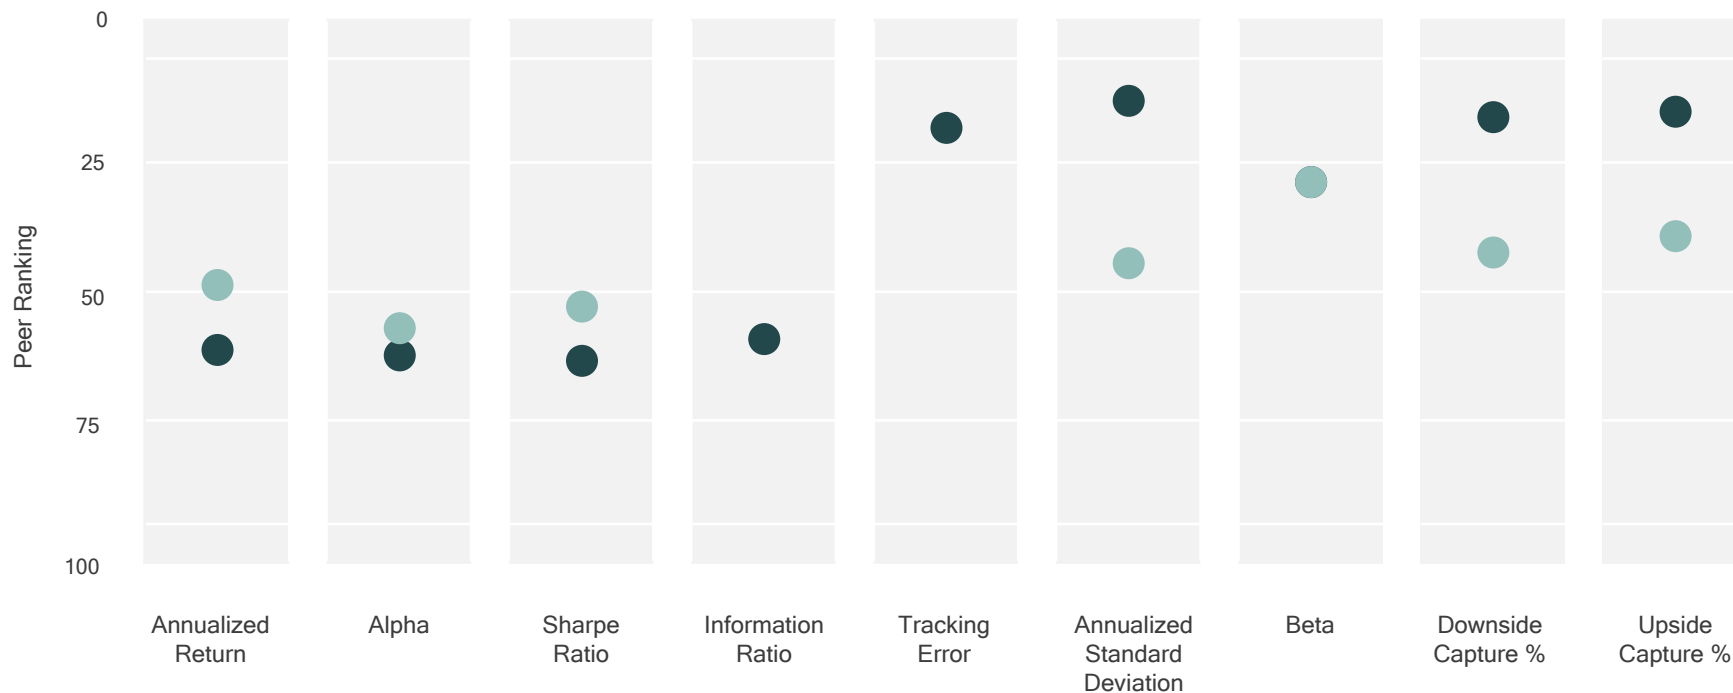 0
25
50
75
100
Peer Ranking
Annualized
Return
Alpha
Sharpe
Ratio
Information
Ratio
Tracking
Error
Annualized
Standard
Deviation
Beta
Downside
Capture %
Upside
Capture %